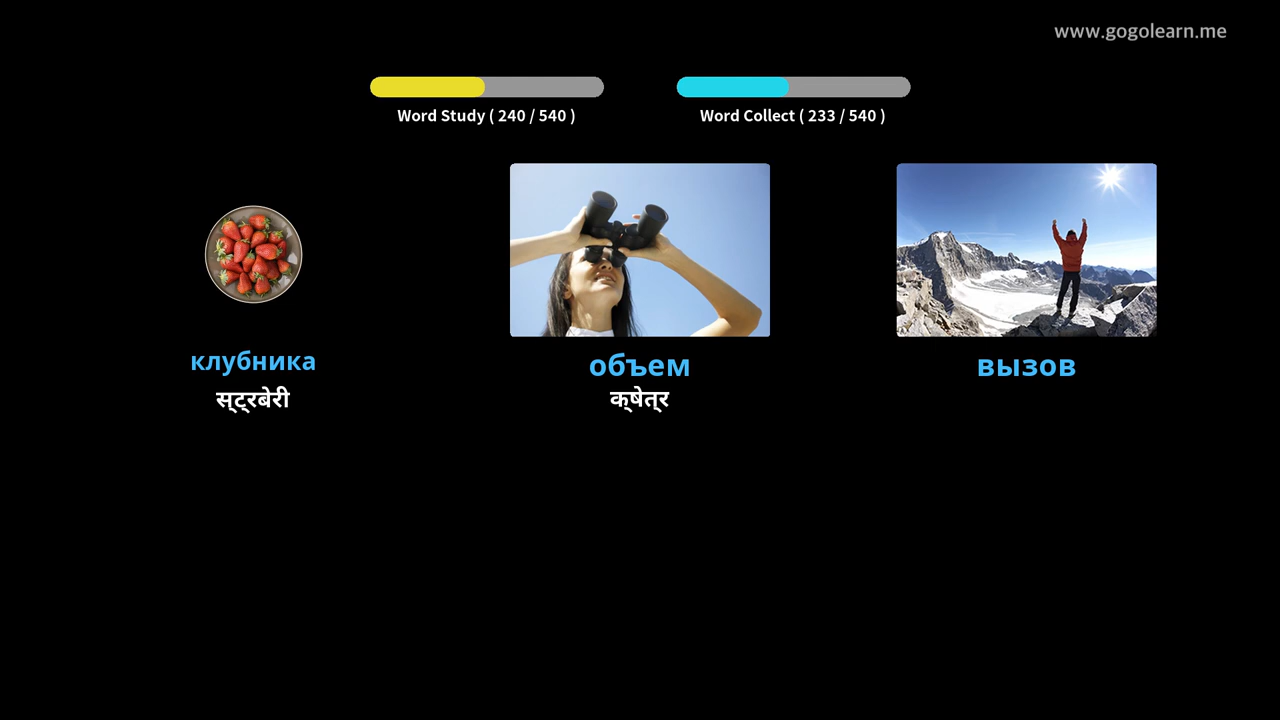 www.gogolearn.me
Word Study ( 240 / 540 )
Word Collect ( 233 / 540 )
клубника
объем
вызов
स्ट्रबेरी
क्षेत्र